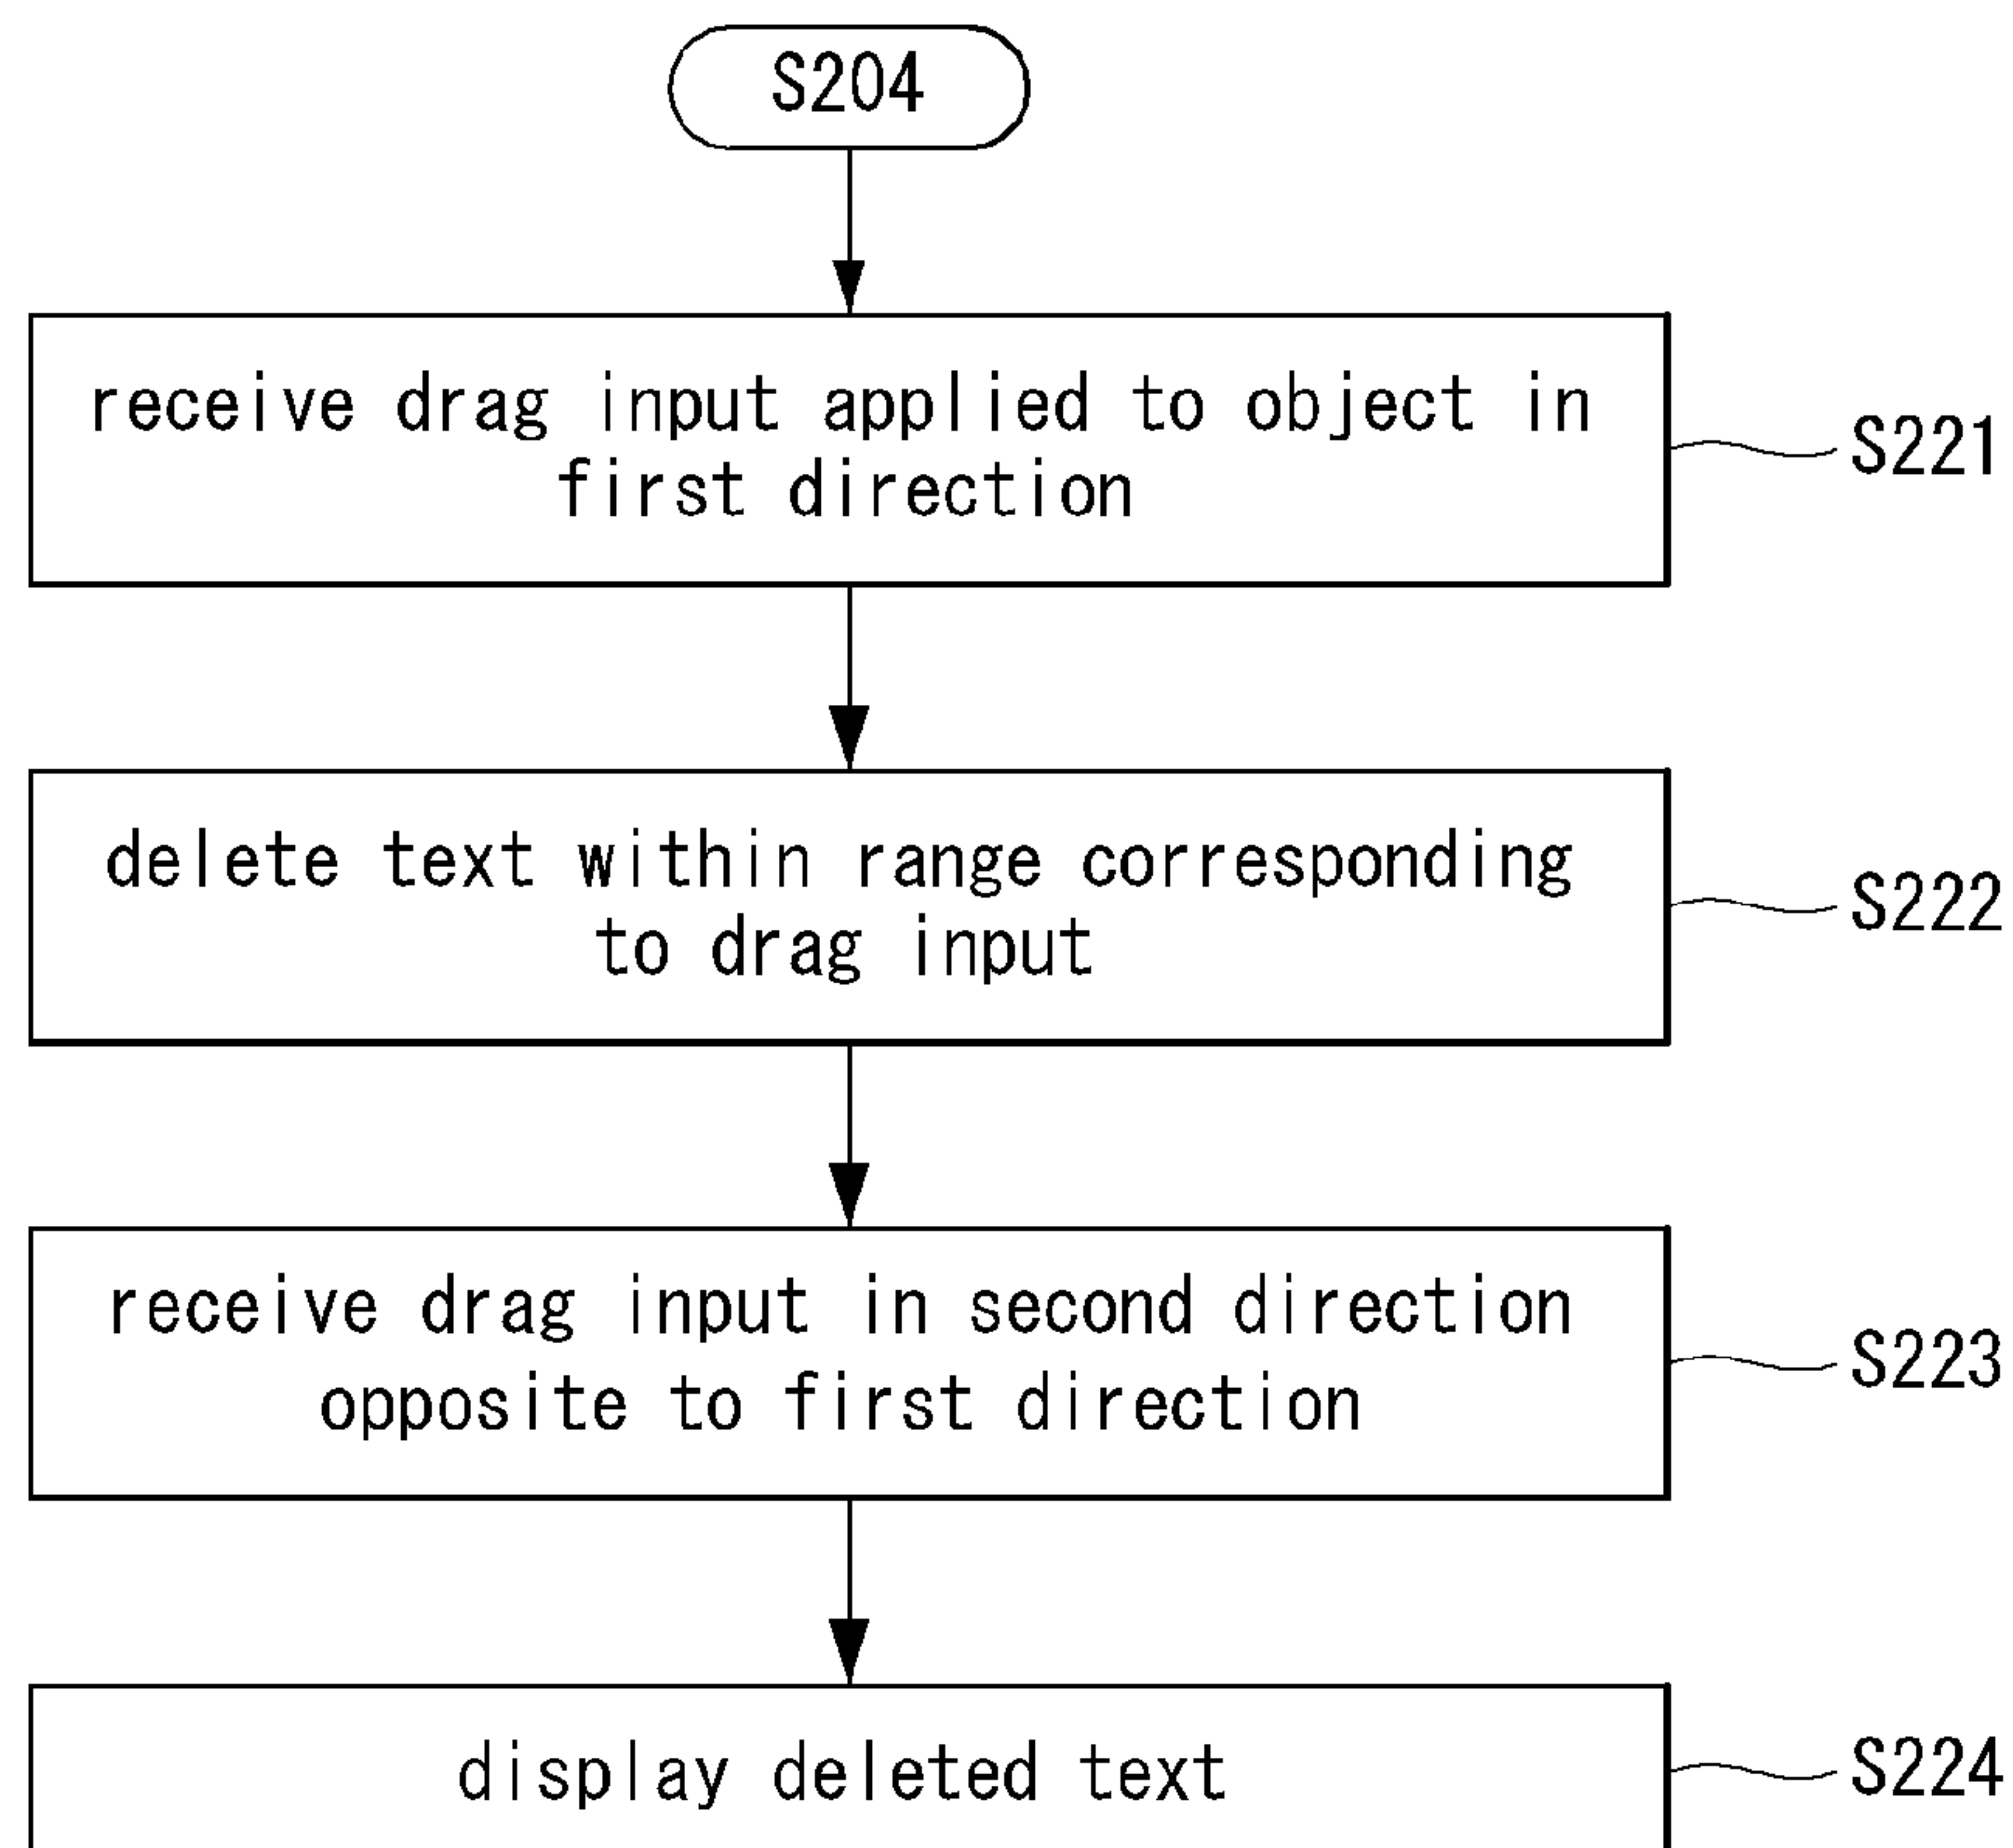 S204
receive drag input applied to object in
first direction
S221
delete text within range corresponding
to drag input
S222
receive drag input in second direction
opposite to first direction
S223
display deleted text
S224